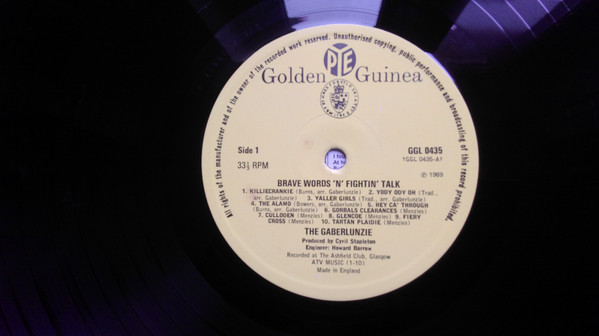 All rights of the manufacturer and of the owner of the recorded work reserved. Unauthorised copying, public performance and broadcasting of this record prohibited.
PYE
Golden Guinea
Side 1
GGL 0435
33⅓ RPM
(GGL 0435-A)
℗ 1969
BRAVE WORDS 'N' FIGHTIN' TALK
1. KILLIECRANKIE (Burns, arr. Gaberlunzie) 2. YDDY ODY OH (Trad.,
arr. Gaberlunzie) 3. YALLER GIRLS (Trad., arr. Gaberlunzie)
4. THE ALAMO (Bowers, arr. Gaberlunzie) 5. HEY CA' THROUGH
(Burns, arr. Gaberlunzie) 6. GORBALS CLEARANCES (Menzies)
7. CULLODEN (Menzies) 8. GLENCOE (Menzies) 9. FIERY
CROSS (Menzies) 10. TARTAN PLAIDIE (Menzies)
THE GABERLUNZIE
Produced by Cyril Stapleton
Engineer: Howard Barrow
Recorded at The Ashfield Club, Glasgow
ATV MUSIC (1-10)
Made in England